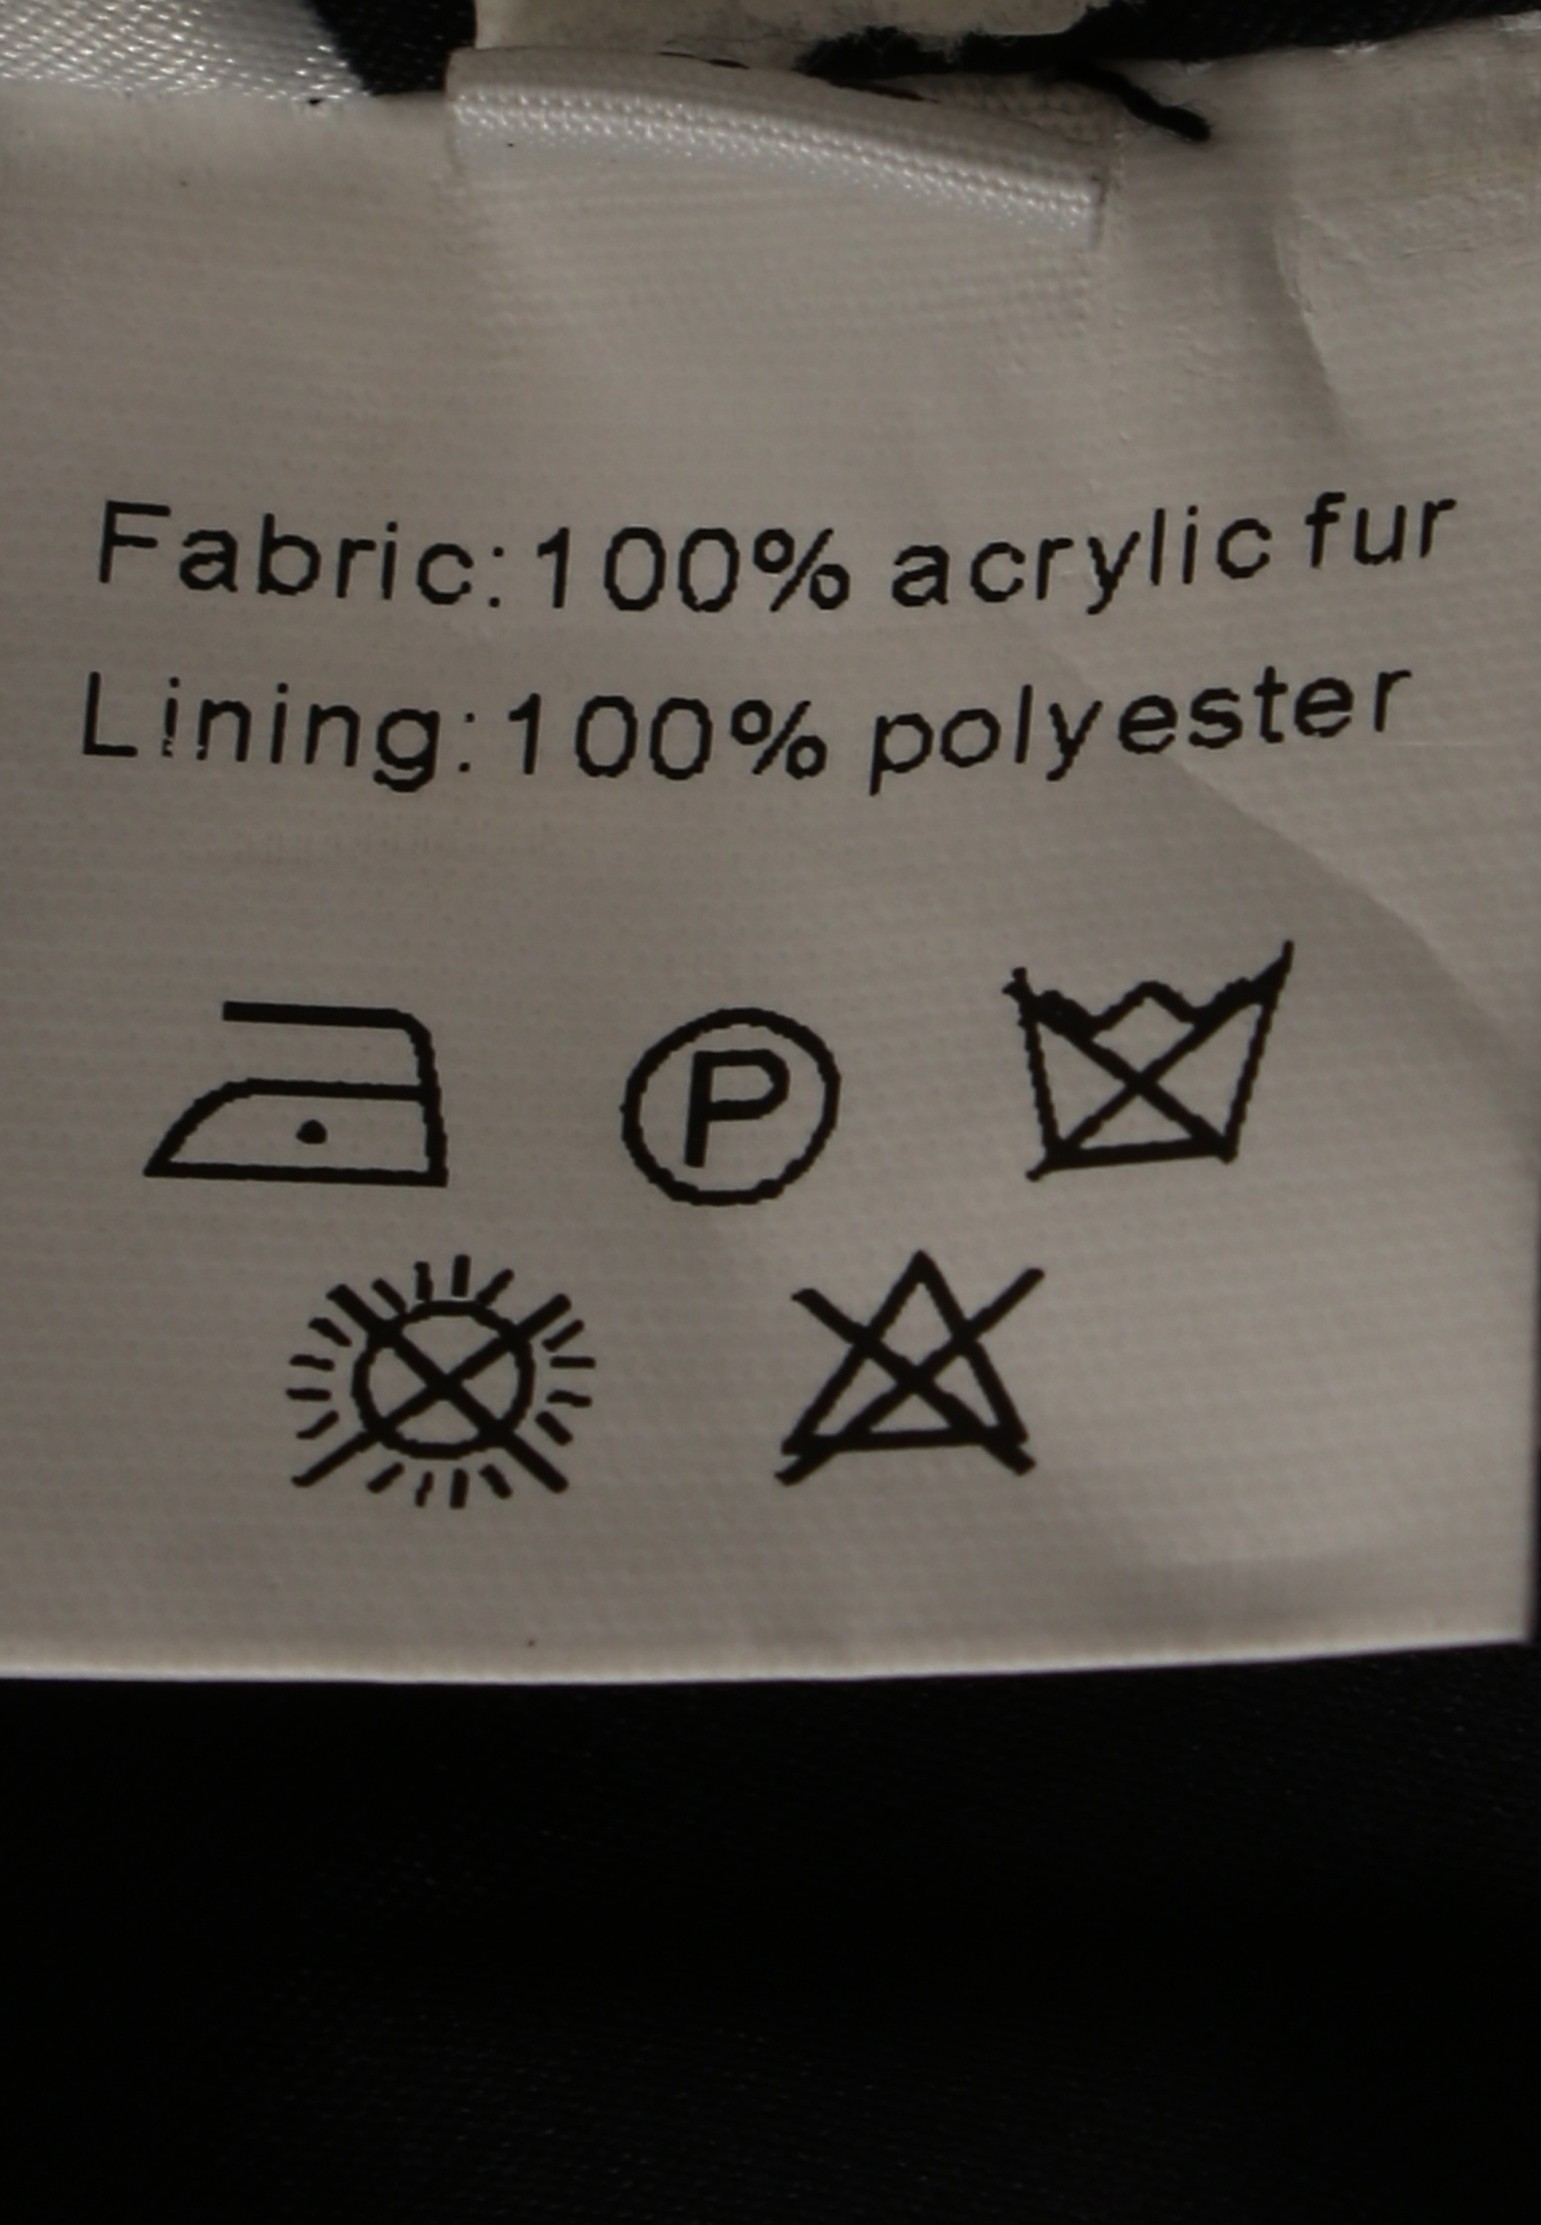 Fabric:100% acrylic fur
Lining:100% polyester
P